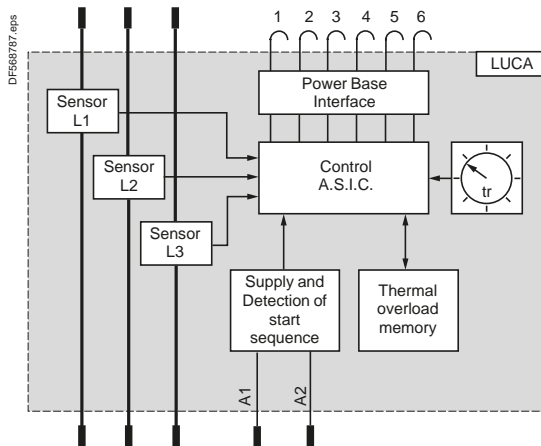 DF568787.eps
1 2 3 4 5 6
LUCA
Power Base
Interface
Sensor
L1
Sensor
L2
Sensor
L3
Control
A.S.I.C.
tr
Supply and
Detection of
start
sequence
Thermal
overload
memory
A1
A2